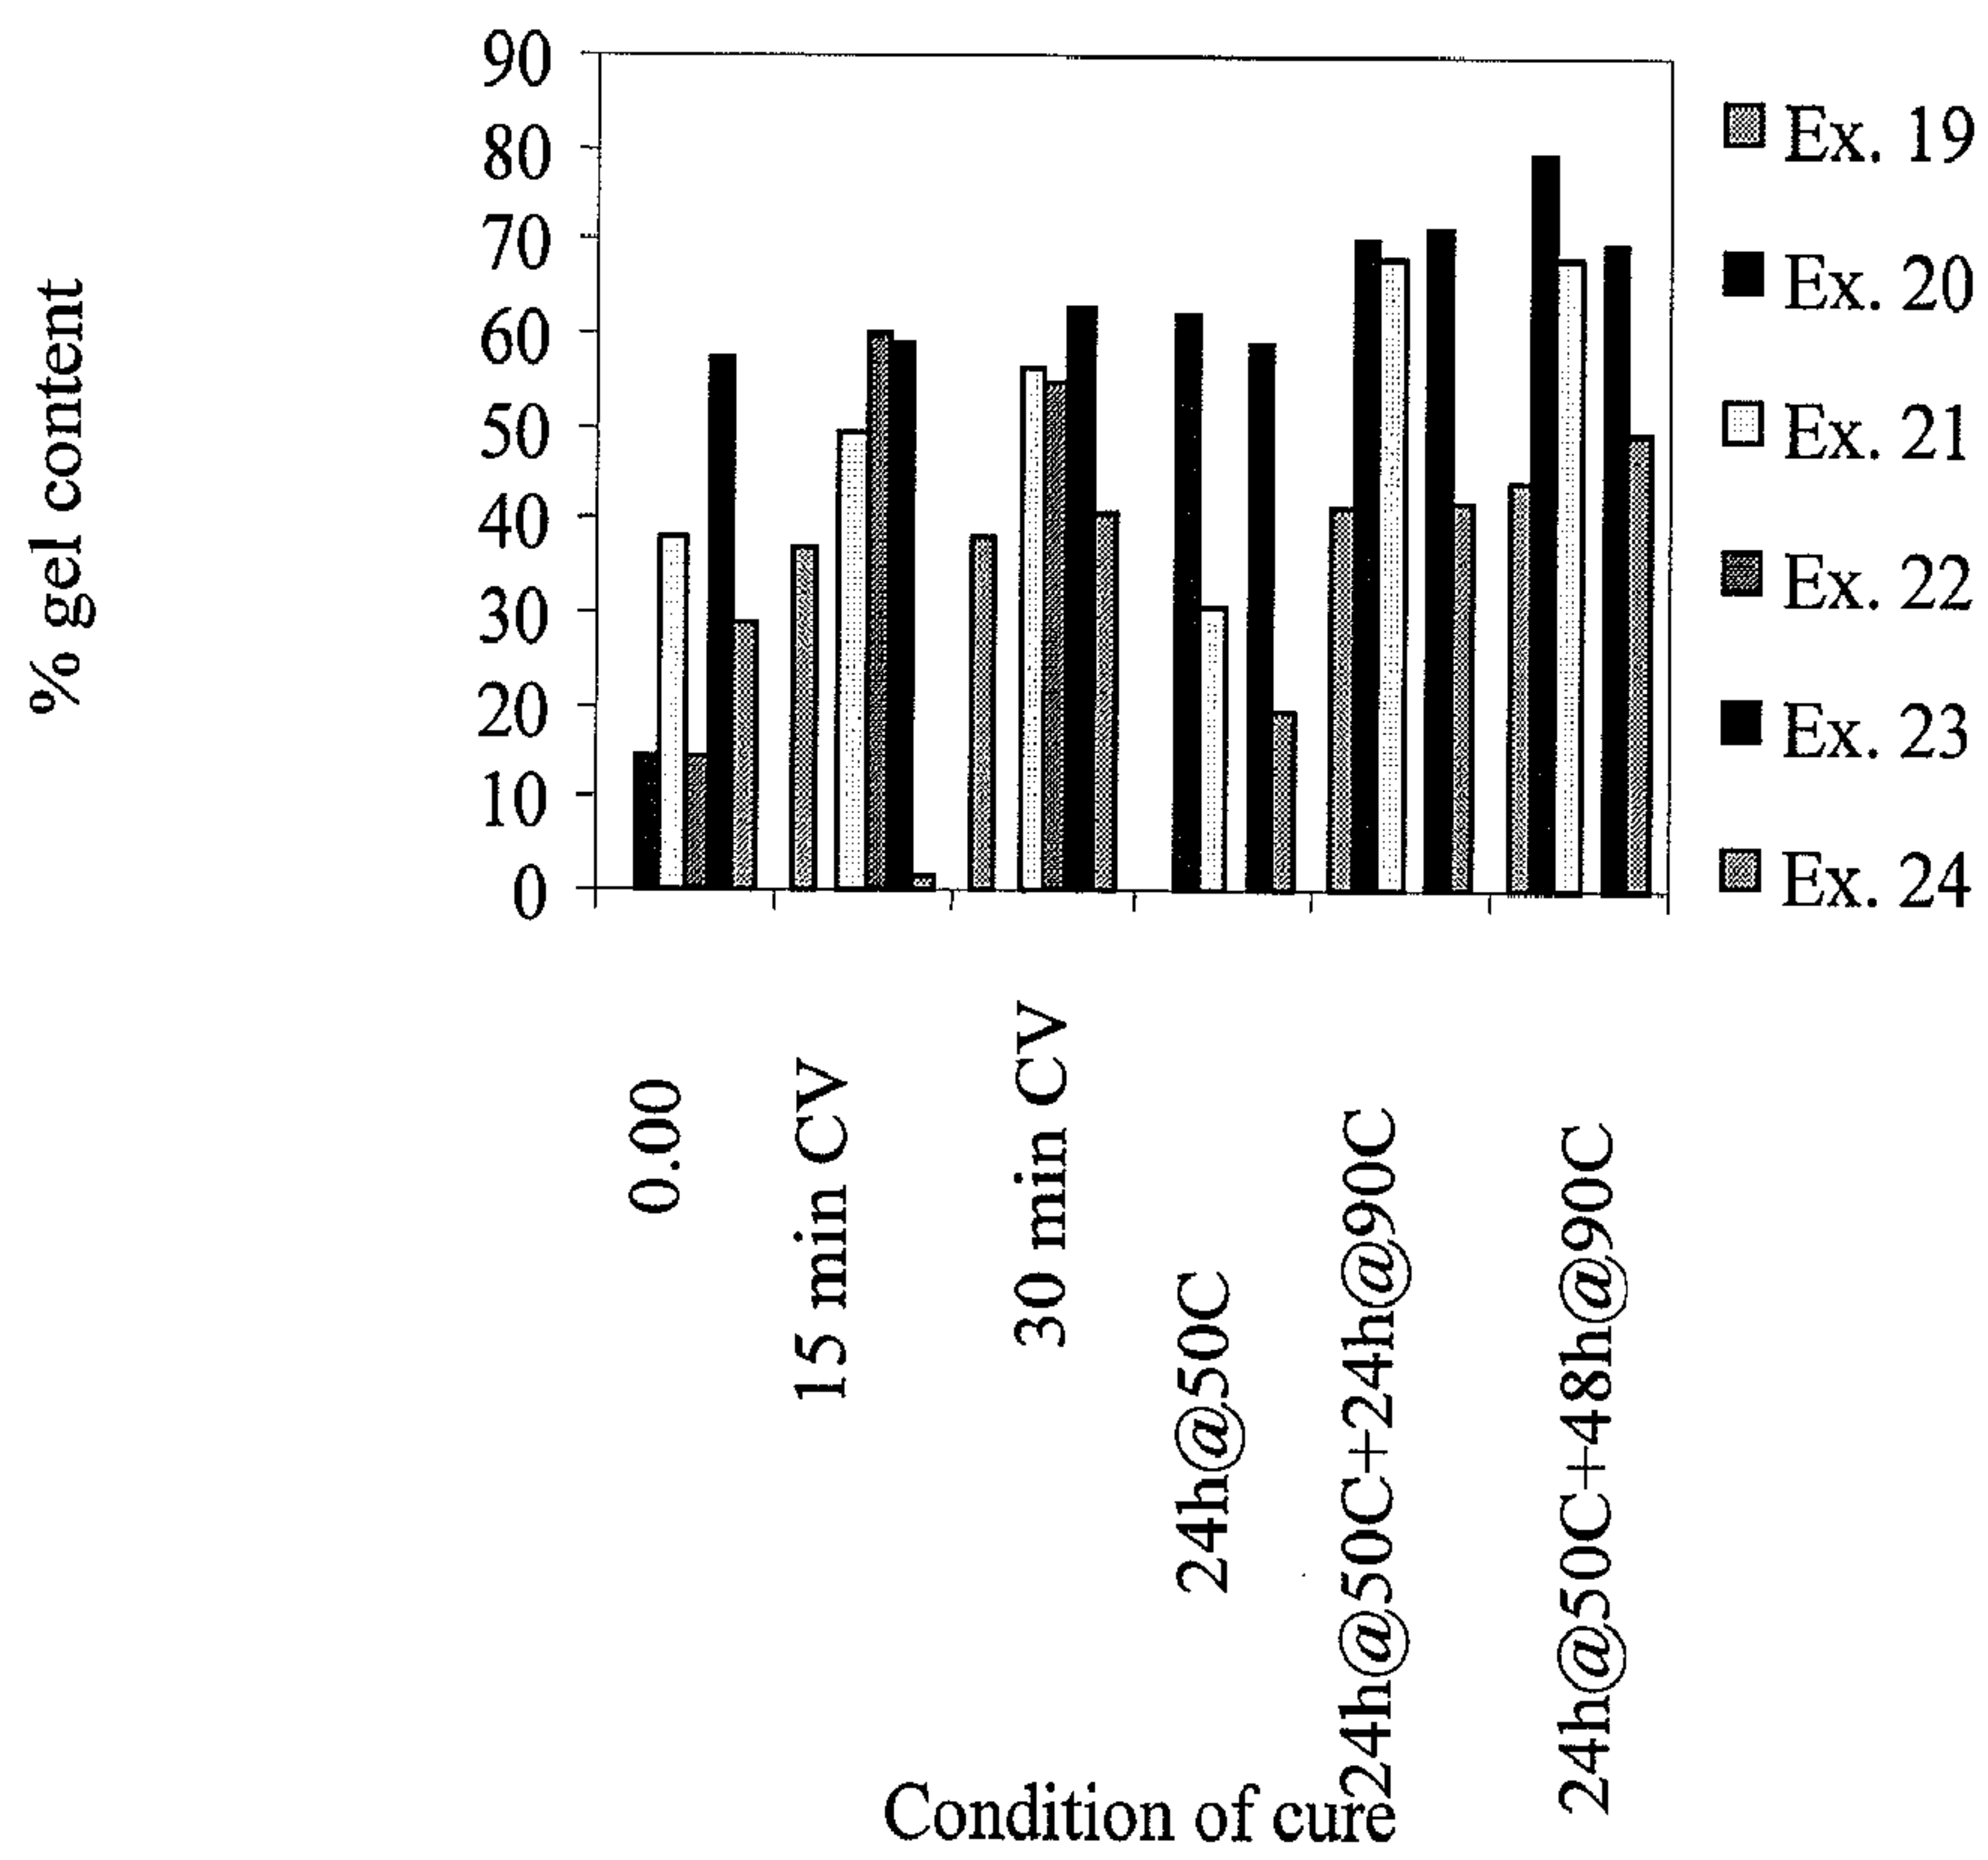 % gel content
90
80
70
60
50
40
30
20
10
0
Ex. 19
Ex. 20
Ex. 21
Ex. 22
Ex. 23
Ex. 24
0.00
15 min CV
30 min CV
24h@50C
24h@50C+24h@90C
24h@50C+48h@90C
Condition of cure